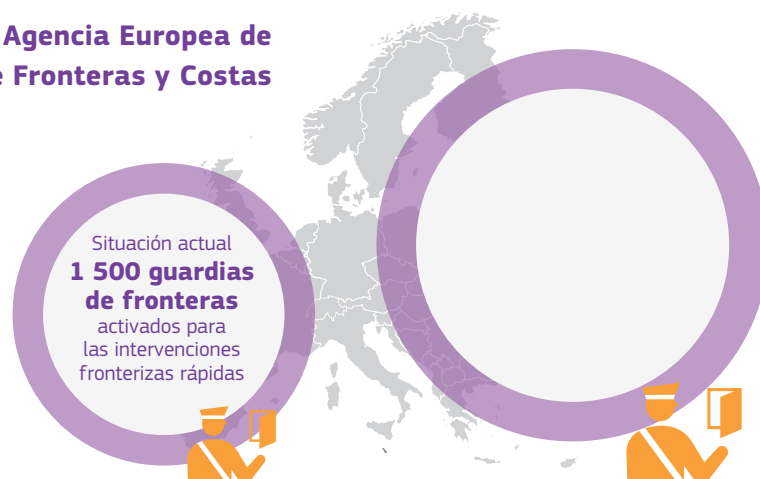 Agencia Europea de
Fronteras y Costas
Situación actual
1 500 guardias
de fronteras
activados para
las intervenciones
fronterizas rápidas